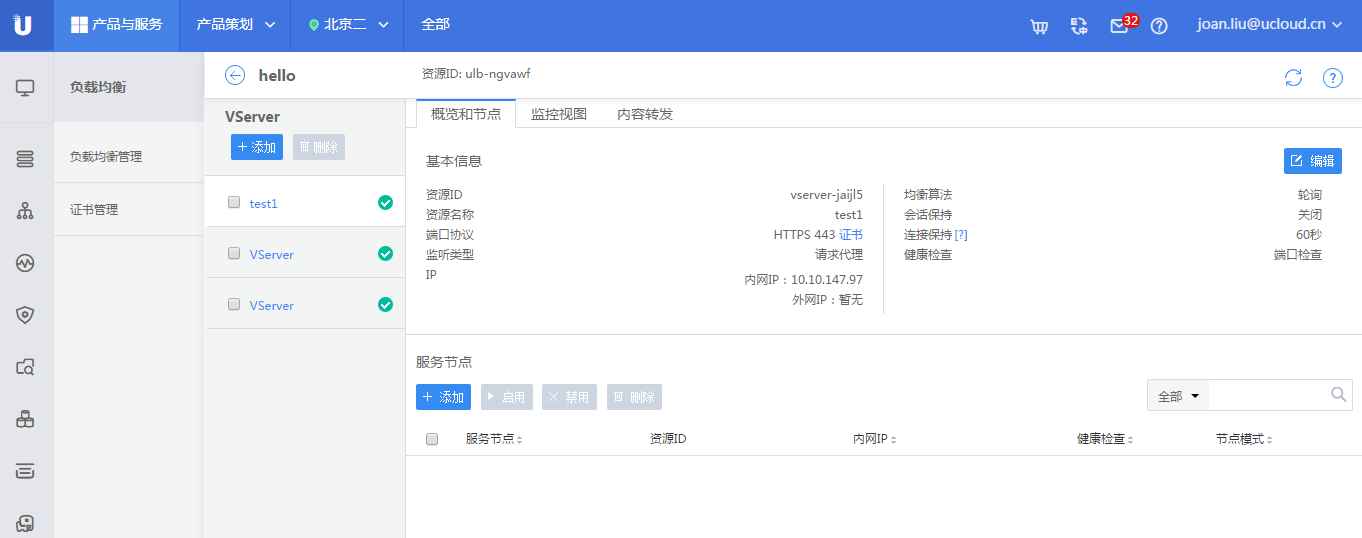 U 产品与服务 产品策划 北京二 全部 32 joan.liu@ucloud.cn
负载均衡
负载均衡管理
证书管理
hello 资源ID: ulb-ngvawf
VServer
添加 删除
test1
VServer
VServer
概览和节点 监控视图 内容转发
基本信息 编辑
资源ID vserver-jaijl5 均衡算法 轮询
资源名称 test1 会话保持 关闭
端口协议 HTTPS 443 证书 连接保持 [?] 60秒
监听类型 请求代理 健康检查 端口检查
IP 内网IP：10.10.147.97
外网IP：暂无
服务节点
添加 启用 禁用 删除 全部
服务节点 资源ID 内网IP 健康检查 节点模式